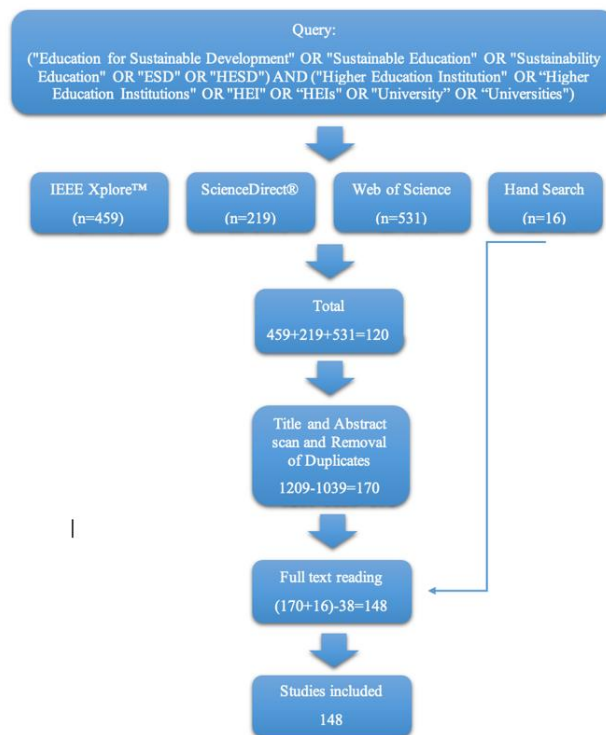 Query:
("Education for Sustainable Development" OR "Sustainable Education" OR "Sustainability
Education" OR "ESD" OR "HESD") AND ("Higher Education Institution" OR “Higher
Education Institutions" OR "HEI" OR “HEIs" OR "University” OR “Universities")
IEEE Xplore™
(n=459)
ScienceDirect®
(n=219)
Web of Science
(n=531)
Hand Search
(n=16)
Total
459+219+531=120
Title and Abstract
scan and Removal
of Duplicates
1209-1039=170
Full text reading
(170+16)-38=148
Studies included
148